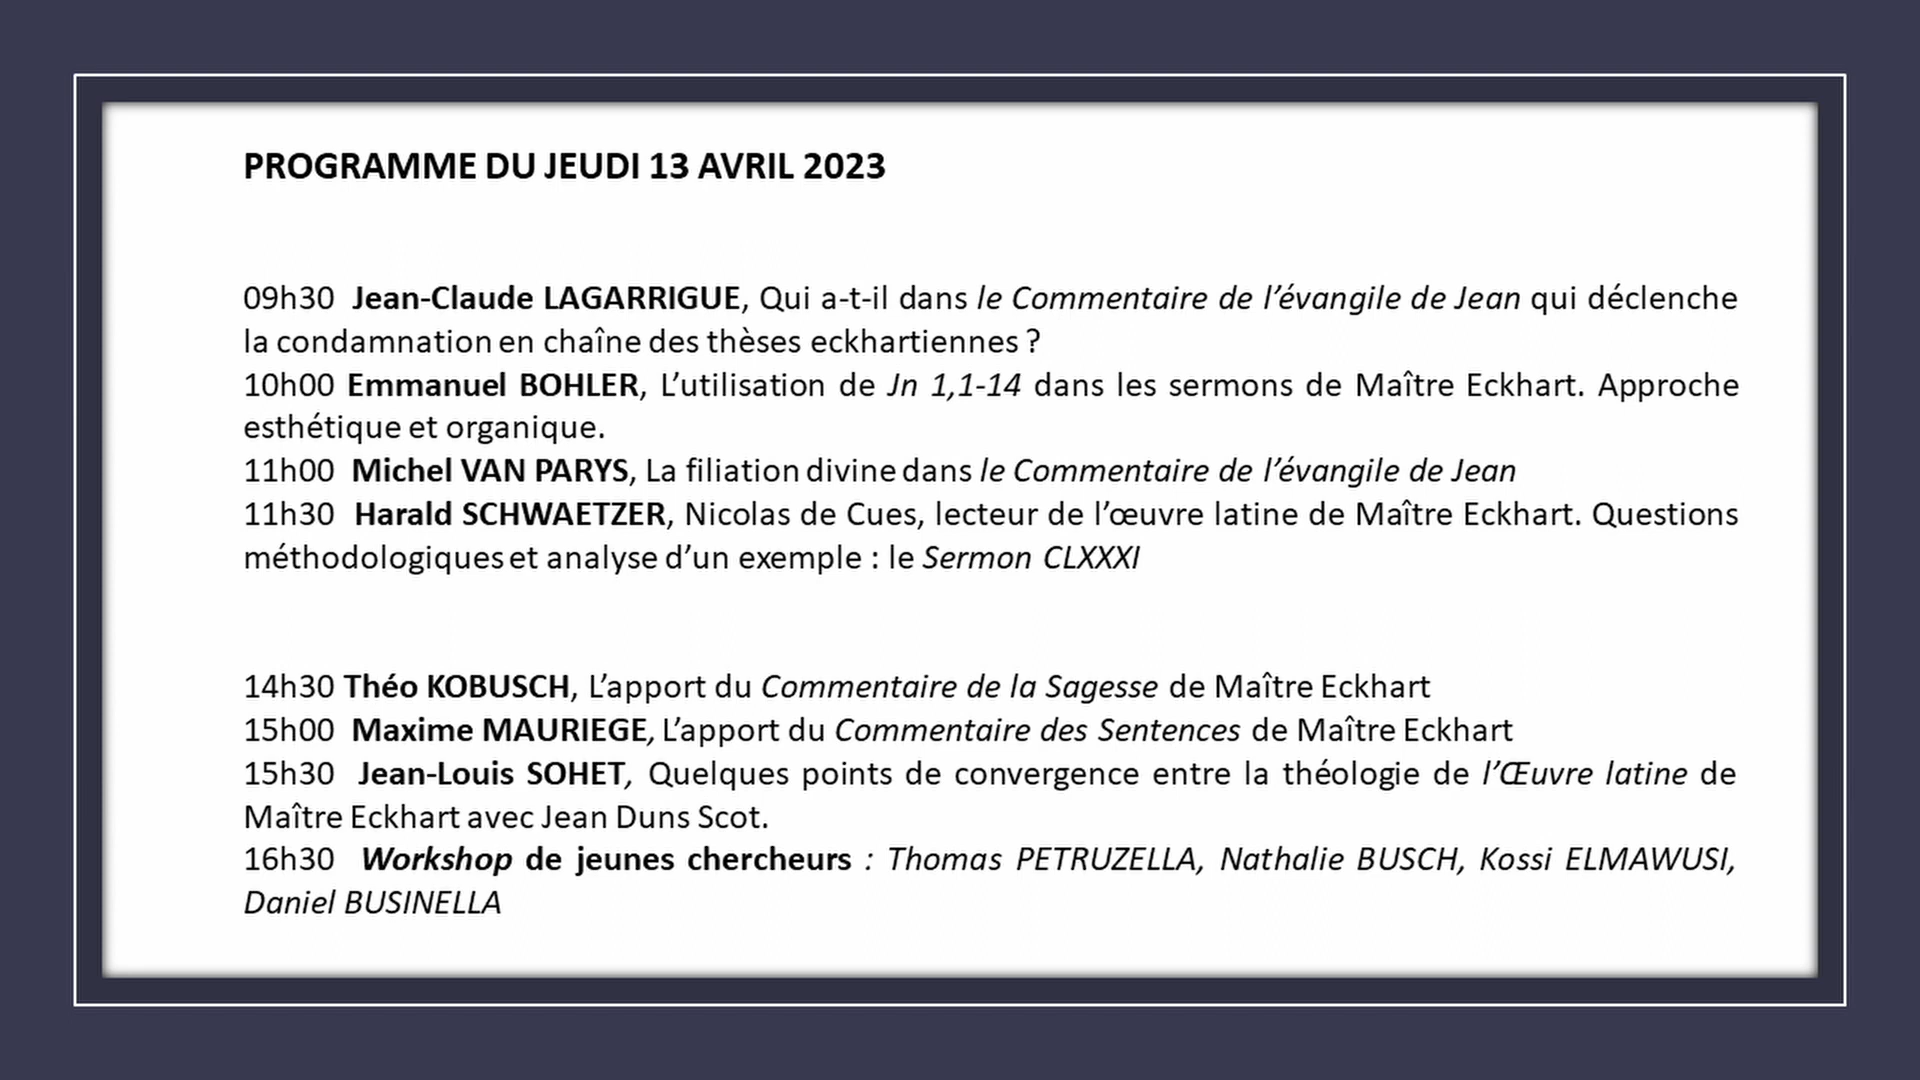 PROGRAMME DU JEUDI 13 AVRIL 2023
09h30 Jean-Claude LAGARRIGUE, Qui a-t-il dans le Commentaire de l’évangile de Jean qui déclenche
la condamnation en chaîne des thèses eckhartiennes ?
10h00 Emmanuel BOHLER, L’utilisation de Jn 1,1-14 dans les sermons de Maître Eckhart. Approche
esthétique et organique.
11h00 Michel VAN PARYS, La filiation divine dans le Commentaire de l’évangile de Jean
11h30 Harald SCHWAETZER, Nicolas de Cues, lecteur de l’œuvre latine de Maître Eckhart. Questions
méthodologiques et analyse d’un exemple : le Sermon CLXXXI
14h30 Théo KOBUSCH, L’apport du Commentaire de la Sagesse de Maître Eckhart
15h00 Maxime MAURIEGE, L’apport du Commentaire des Sentences de Maître Eckhart
15h30 Jean-Louis SOHET, Quelques points de convergence entre la théologie de l’Œuvre latine de
Maître Eckhart avec Jean Duns Scot.
16h30 Workshop de jeunes chercheurs : Thomas PETRUZELLA, Nathalie BUSCH, Kossi ELMAWUSI,
Daniel BUSINELLA